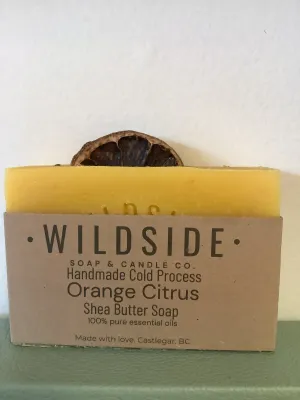 WILDSIDE
· WILDSIDE ·
SOAP & CANDLE CO.
Handmade Cold Process
Orange Citrus
Shea Butter Soap
100% pure essential oils
Made with love. Castlegar, BC